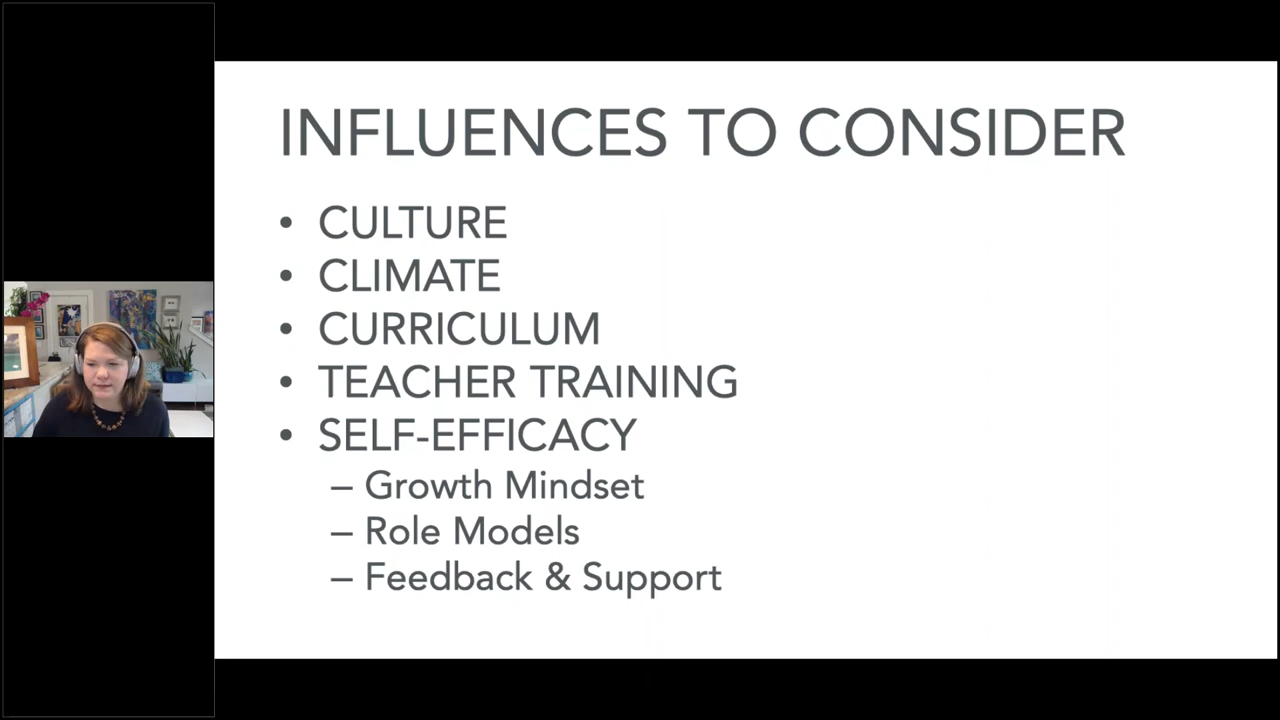 INFLUENCES TO CONSIDER
• CULTURE
• CLIMATE
• CURRICULUM
• TEACHER TRAINING
• SELF-EFFICACY
– Growth Mindset
– Role Models
– Feedback & Support